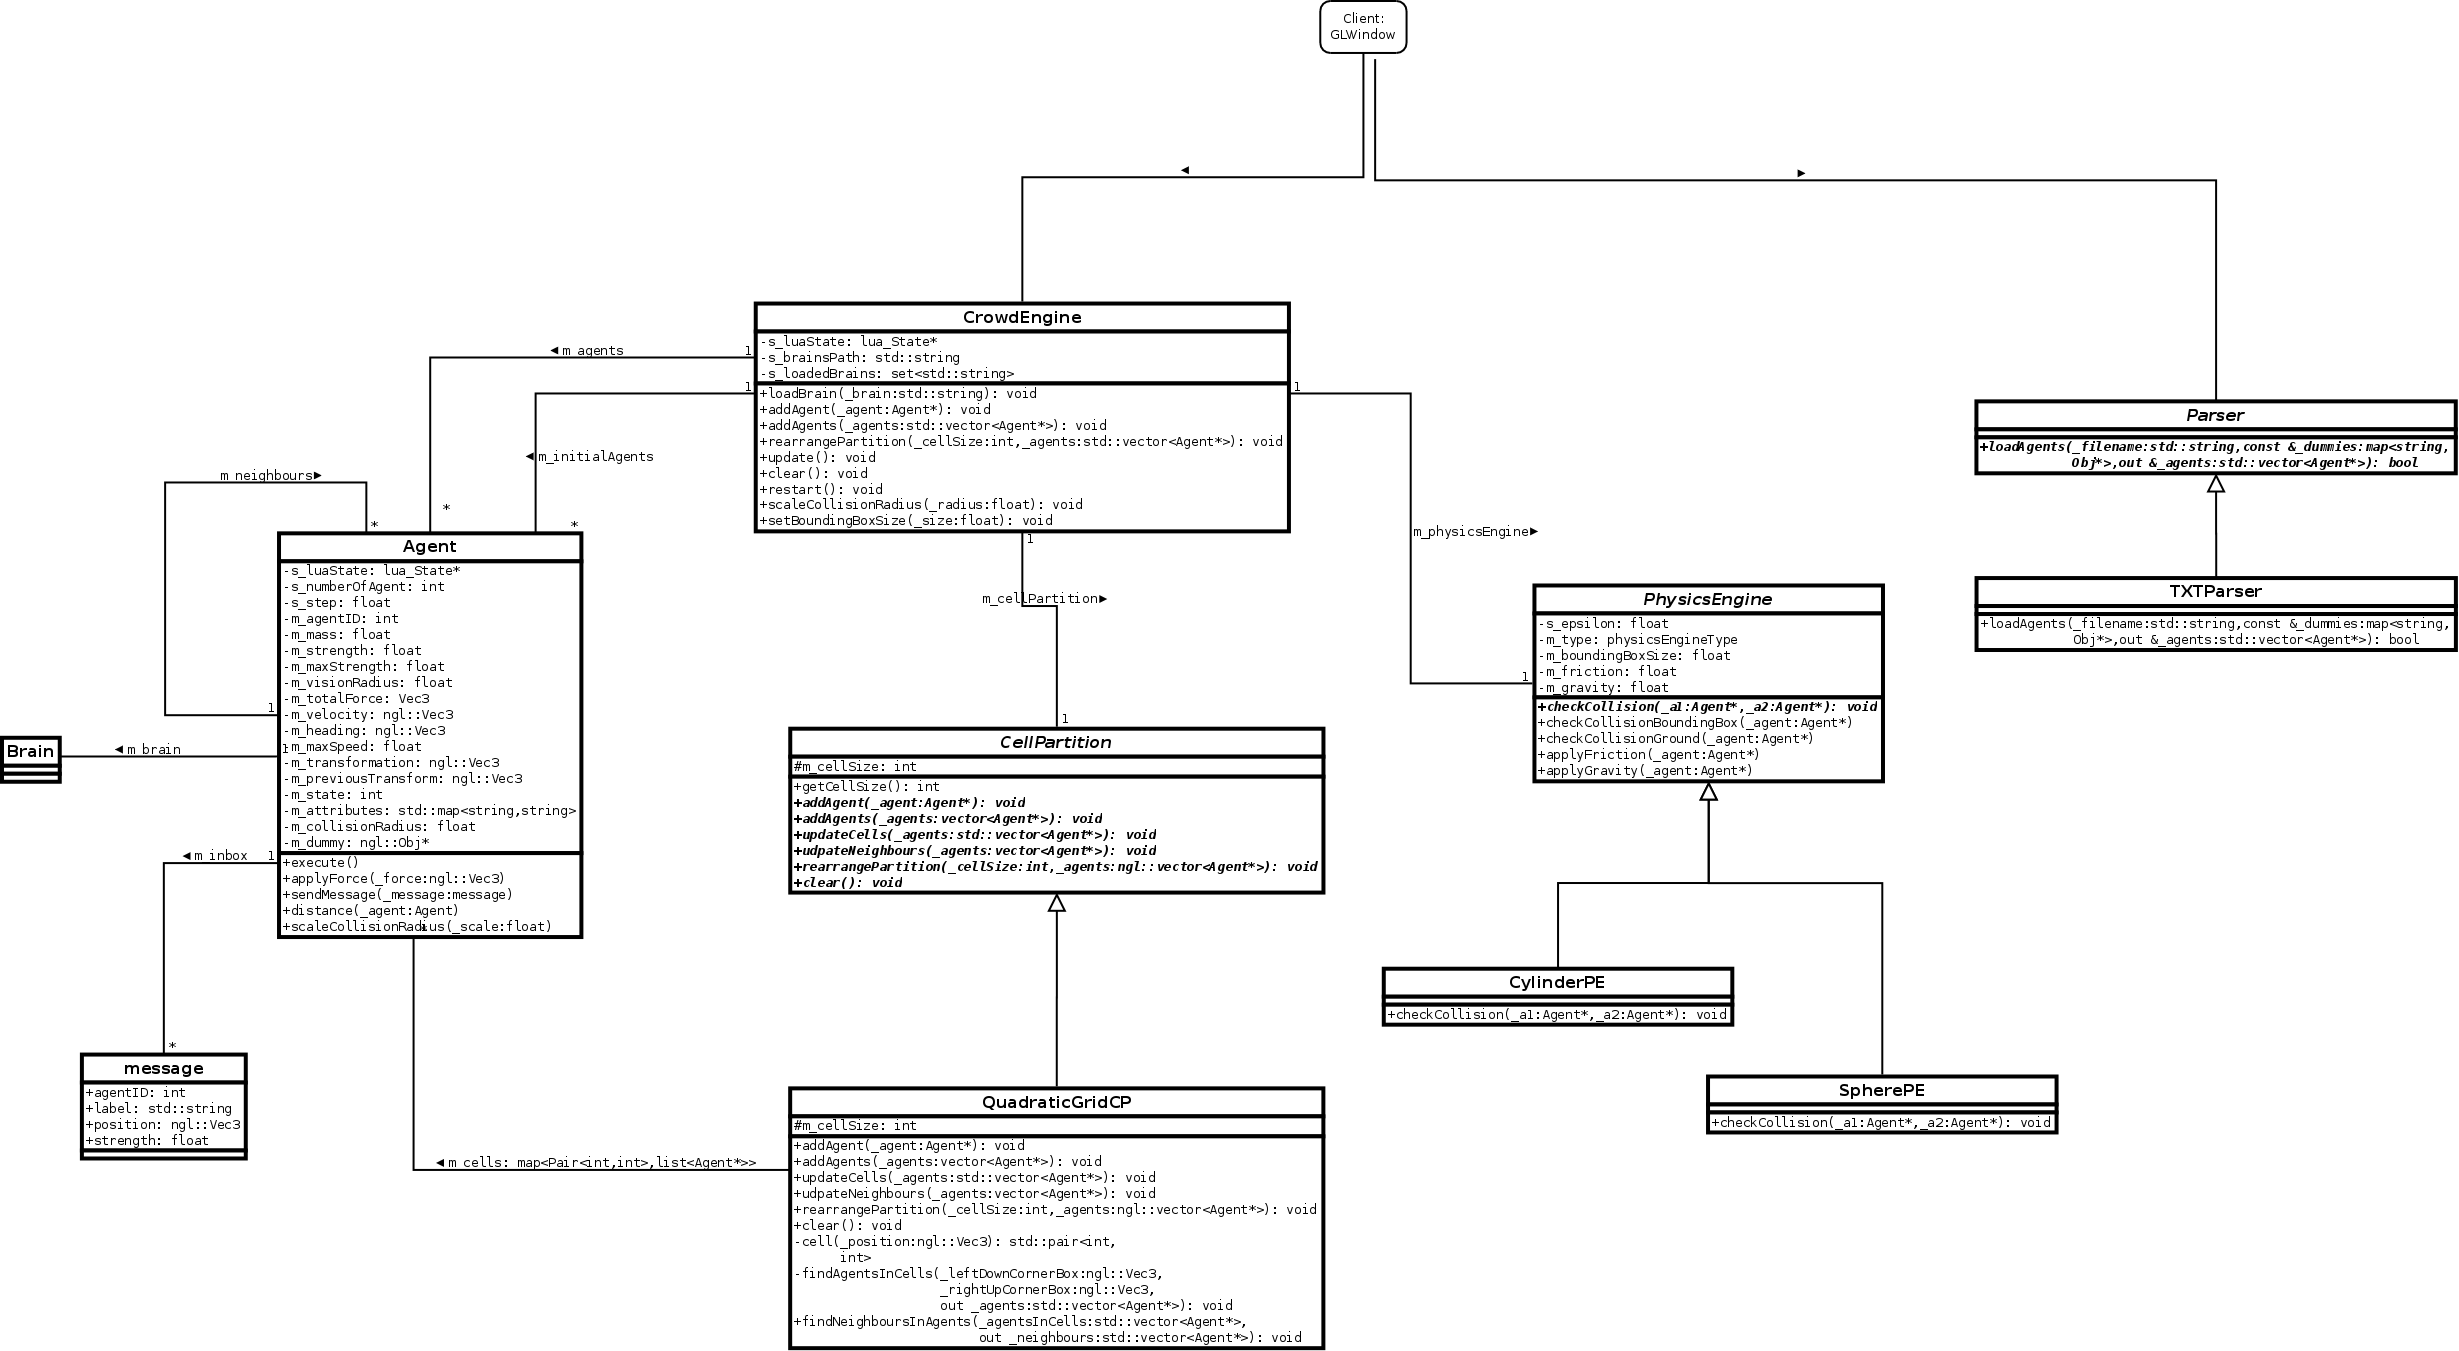 Client:
GLWindow
◄
►
CrowdEngine
-s_luaState: lua_State*
-s_brainsPath: std::string
-s_loadedBrains: set<std::string>
+loadBrain(_brain:std::string): void
+addAgent(_agent:Agent*): void
+addAgents(_agents:std::vector<Agent*>): void
+rearrangePartition(_cellSize:int,_agents:std::vector<Agent*>): void
+update(): void
+clear(): void
+restart(): void
+scaleCollisionRadius(_radius:float): void
+setBoundingBoxSize(_size:float): void
◄ m_agents
1
*
◄ m_initialAgents
1
*
m_neighbours►
*
1
m_cellPartition►
1
1
m_physicsEngine►
1
1
Parser
+loadAgents(_filename:std::string,const &_dummies:map<string,
Obj*>,out &_agents:std::vector<Agent*>): bool
TXTParser
+loadAgents(_filename:std::string,const &_dummies:map<string,
Obj*>,out &_agents:std::vector<Agent*>): bool
Agent
-s_luaState: lua_State*
-s_numberOfAgent: int
-s_step: float
-m_agentID: int
-m_mass: float
-m_strength: float
-m_maxStrength: float
-m_visionRadius: float
-m_totalForce: Vec3
-m_velocity: ngl::Vec3
-m_heading: ngl::Vec3
-m_maxSpeed: float
-m_transformation: ngl::Vec3
-m_previousTransform: ngl::Vec3
-m_state: int
-m_attributes: std::map<string,string>
-m_collisionRadius: float
-m_dummy: ngl::Obj*
+execute()
+applyForce(_force:ngl::Vec3)
+sendMessage(_message:message)
+distance(_agent:Agent)
+scaleCollisionRadius(_scale:float)
*
Brain
◄ m_brain
1
◄ m_inbox
1
*
message
+agentID: int
+label: std::string
+position: ngl::Vec3
+strength: float
PhysicsEngine
-s_epsilon: float
-m_type: physicsEngineType
-m_boundingBoxSize: float
-m_friction: float
-m_gravity: float
+checkCollision(_a1:Agent*,_a2:Agent*): void
+checkCollisionBoundingBox(_agent:Agent*)
+checkCollisionGround(_agent:Agent*)
+applyFriction(_agent:Agent*)
+applyGravity(_agent:Agent*)
CellPartition
#m_cellSize: int
+getCellSize(): int
+addAgent(_agent:Agent*): void
+addAgents(_agents:vector<Agent*>): void
+updateCells(_agents:std::vector<Agent*>): void
+udpateNeighbours(_agents:vector<Agent*>): void
+rearrangePartition(_cellSize:int,_agents:ngl::vector<Agent*>): void
+clear(): void
CylinderPE
+checkCollision(_a1:Agent*,_a2:Agent*): void
SpherePE
+checkCollision(_a1:Agent*,_a2:Agent*): void
◄ m_cells: map<Pair<int,int>,list<Agent*>>
QuadraticGridCP
#m_cellSize: int
+addAgent(_agent:Agent*): void
+addAgents(_agents:vector<Agent*>): void
+updateCells(_agents:std::vector<Agent*>): void
+udpateNeighbours(_agents:vector<Agent*>): void
+rearrangePartition(_cellSize:int,_agents:ngl::vector<Agent*>): void
+clear(): void
-cell(_position:ngl::Vec3): std::pair<int,
int>
-findAgentsInCells(_leftDownCornerBox:ngl::Vec3,
_rightUpCornerBox:ngl::Vec3,
out _agents:std::vector<Agent*>): void
+findNeighboursInAgents(_agentsInCells:std::vector<Agent*>,
out _neighbours:std::vector<Agent*>): void